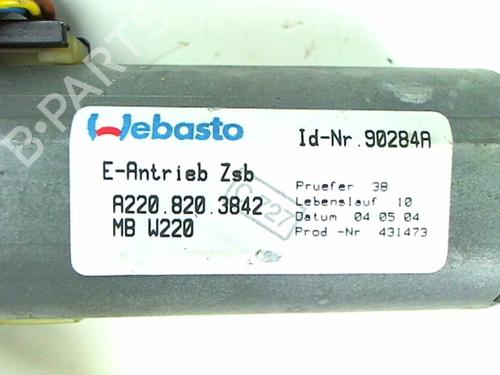 B-PARTS
Webasto
Id-Nr.90284A
E-Antrieb Zsb
A220.820.3842
MB W220
C727
Pruefer 38
Lebenslauf 10
Datum 04 05 04
Prod -Nr 431473